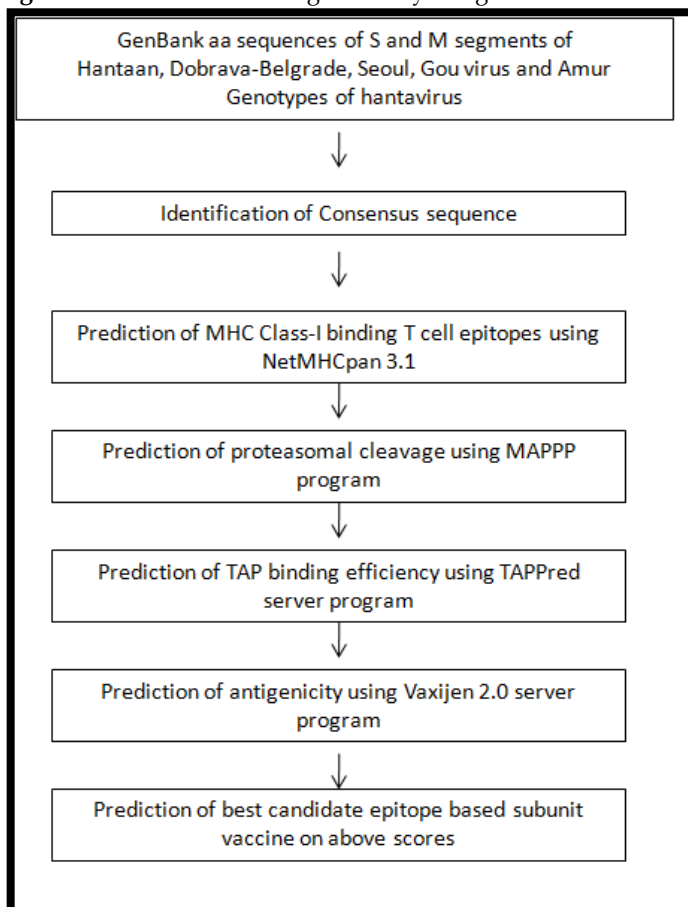 GenBank aa sequences of S and M segments of
Hantaan, Dobrava-Belgrade, Seoul, Gou virus and Amur
Genotypes of hantavirus
Identification of Consensus sequence
Prediction of MHC Class-I binding T cell epitopes using
NetMHCpan 3.1
Prediction of proteasomal cleavage using MAPPP
program
Prediction of TAP binding efficiency using TAPPred
server program
Prediction of antigenicity using Vaxijen 2.0 server
program
Prediction of best candidate epitope based subunit
vaccine on above scores